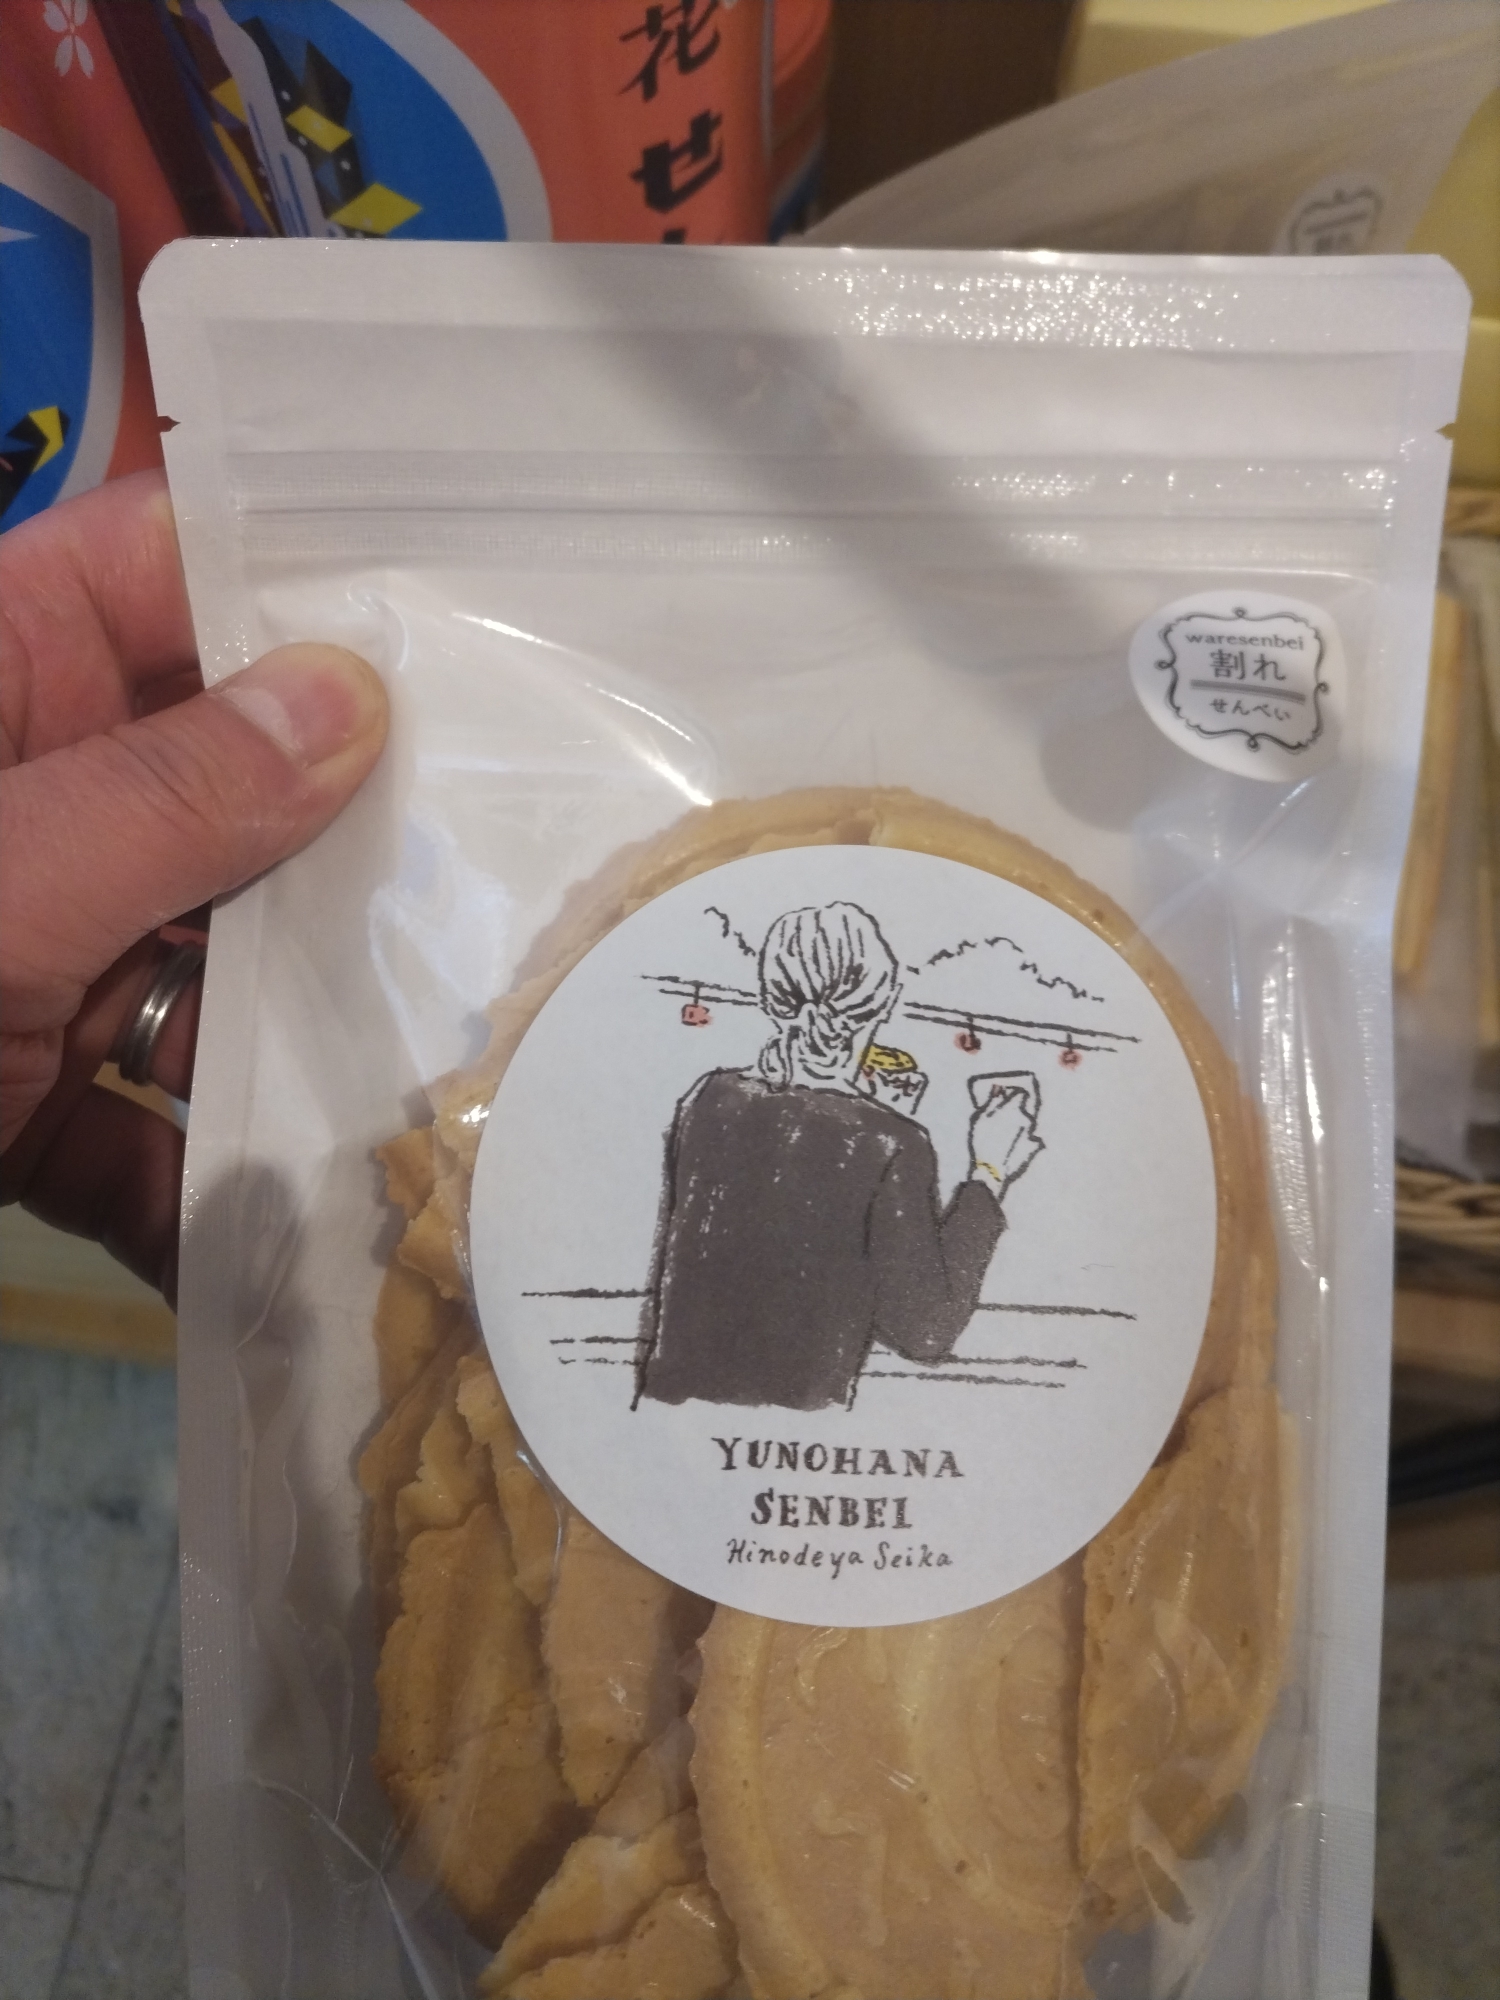 花せ
waresenbei
割れ
せんべい
YUNOHANA
SENBEI
Hinodeya Seika